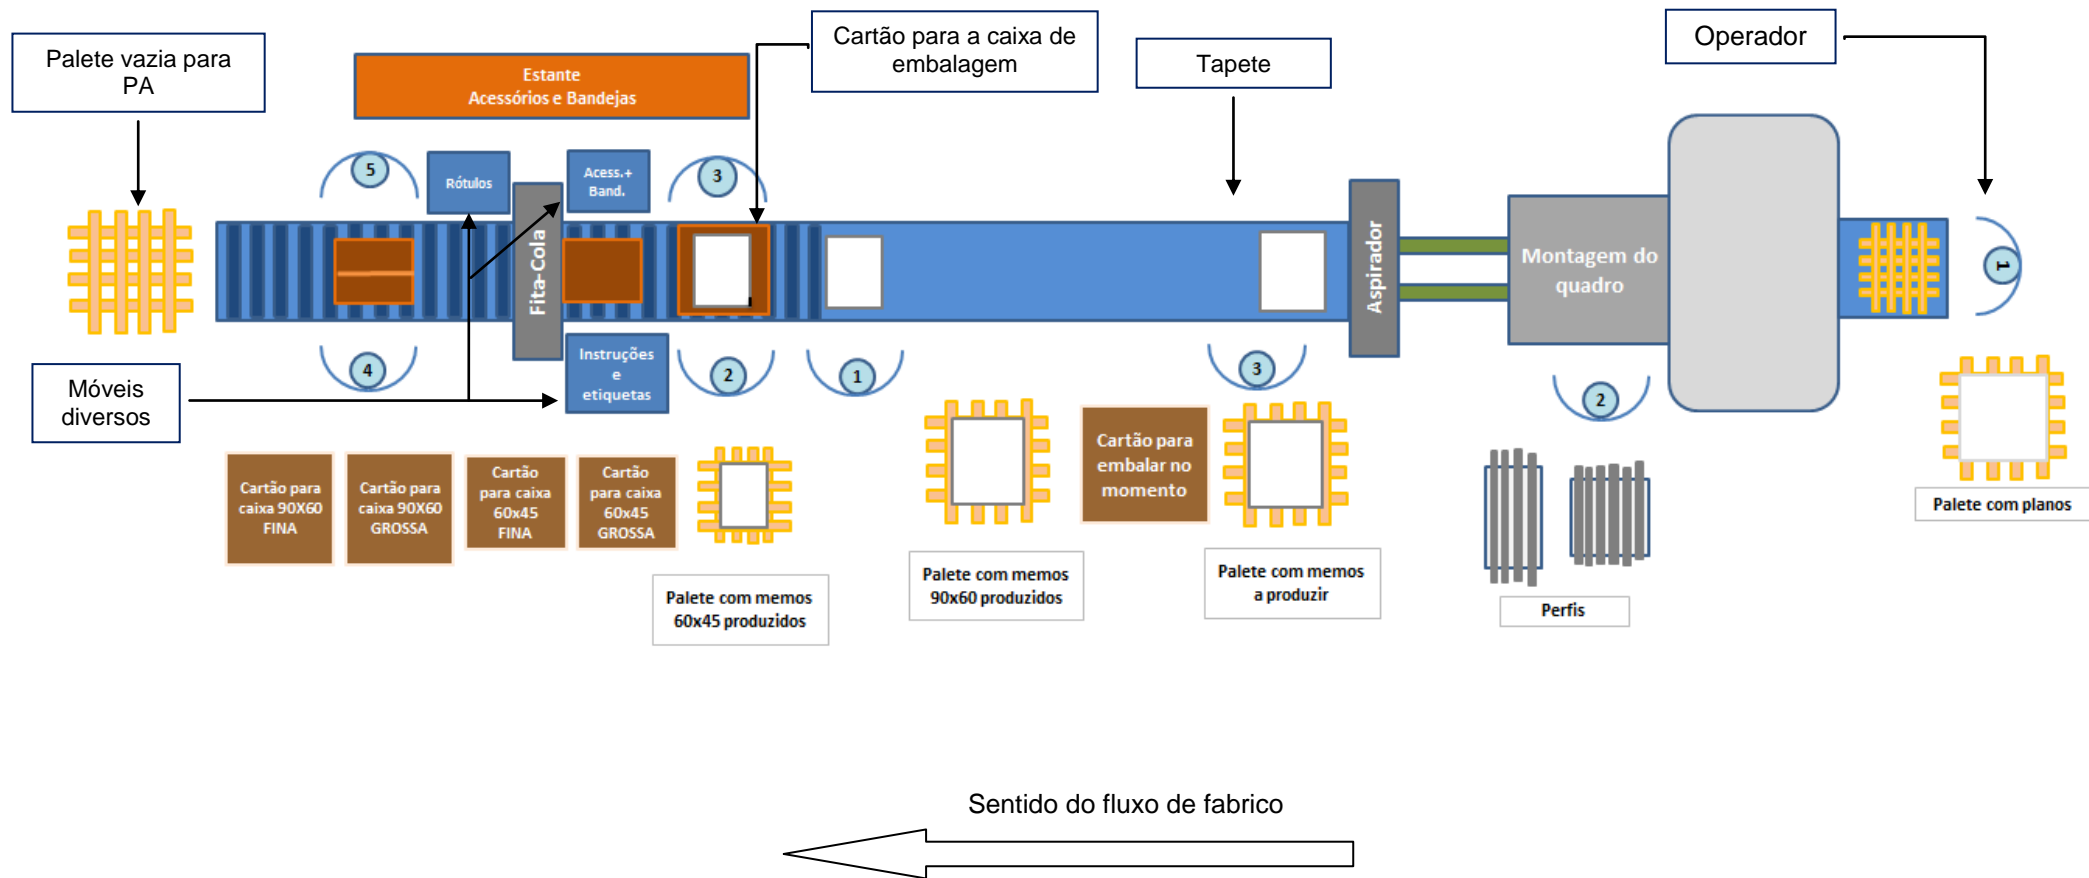 Palete vazia para
PA
Estante
Acessórios e Bandejas
Cartão para a caixa de
embalagem
Tapete
Operador
5
Rótulos
Acess.+
Band.
3
Fita-Cola
Aspirador
Montagem do
quadro
1
Móveis
diversos
4
Instruções
e
etiquetas
2
1
3
2
Cartão para
caixa 90X60
FINA
Cartão para
caixa 90X60
GROSSA
Cartão
para caixa
60x45
FINA
Cartão
para caixa
60x45
GROSSA
Cartão para
embalar no
momento
Palete com planos
Palete com memos
60x45 produzidos
Palete com memos
90x60 produzidos
Palete com memos
a produzir
Perfis
Sentido do fluxo de fabrico